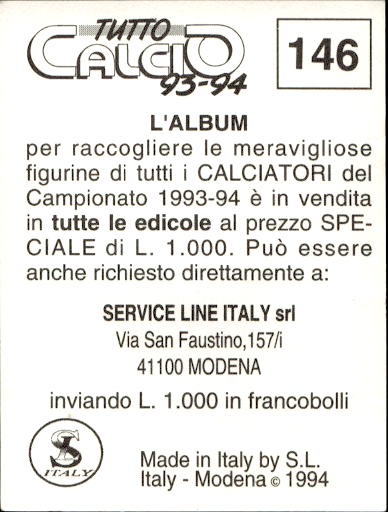 TUTTO
CALCIO
93-94
146
L'ALBUM
per raccogliere le meravigliose
figurine di tutti i CALCIATORI del
Campionato 1993-94 è in vendita
in tutte le edicole al prezzo SPE-
CIALE di L. 1.000. Può essere
anche richiesto direttamente a:
SERVICE LINE ITALY srl
Via San Faustino,157/i
41100 MODENA
inviando L. 1.000 in francobolli
SL
ITALY
Made in Italy by S.L.
Italy - Modena © 1994